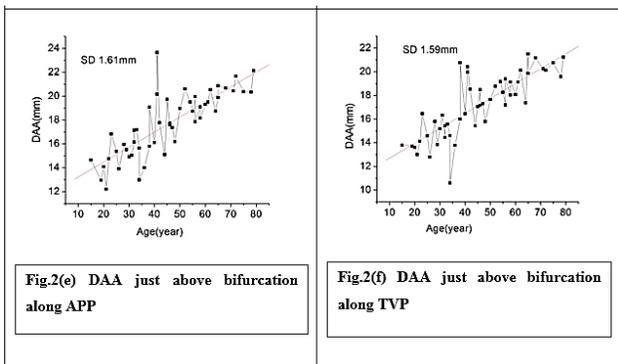 24
22
20
18
16
14
12
DAA(mm)
SD 1.61mm
10 20 30 40 50 60 70 80
Age(year)
Fig.2(e) DAA just above bifurcation
along APP
22
20
18
16
14
12
10
DAA(mm)
SD 1.59mm
10 20 30 40 50 60 70 80
Age(year)
Fig.2(f) DAA just above bifurcation
along TVP